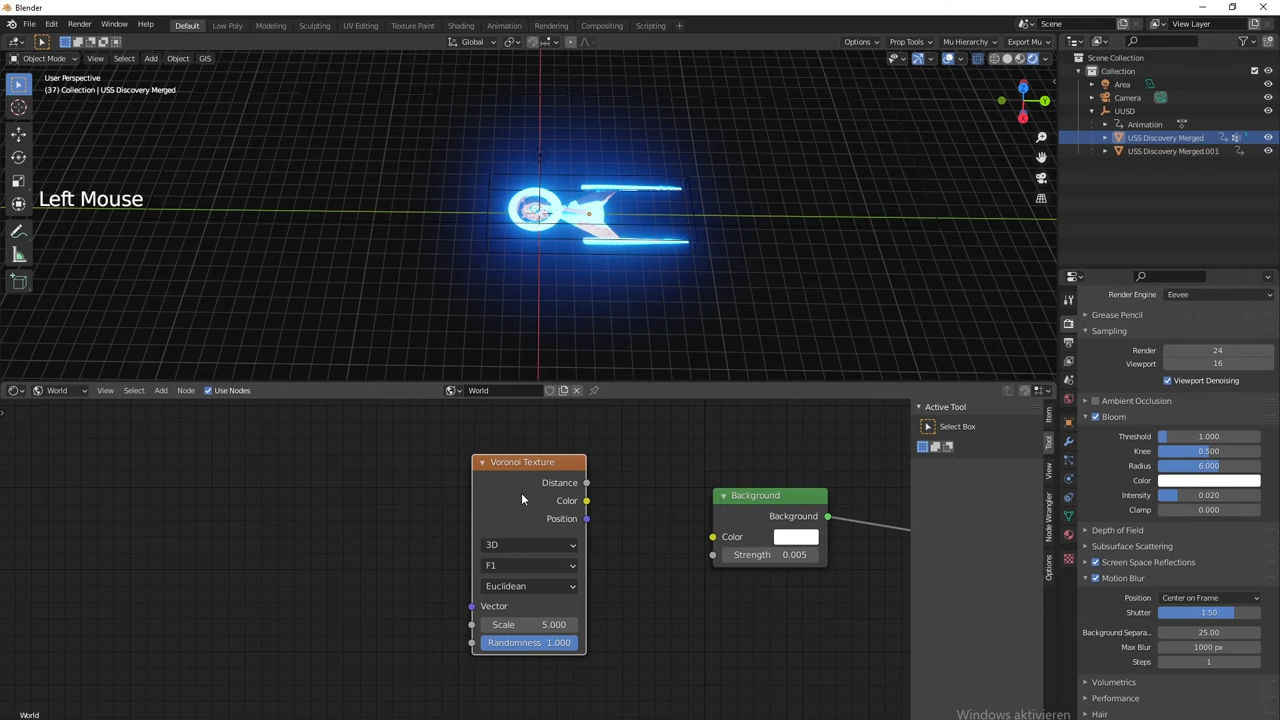 Blender
File Edit Render Window Help Default Low Poly Modeling Sculpting UV Editing Texture Paint Shading Animation Rendering Compositing Scripting + Scene View Layer
Global Options Prop Tools Mu Hierarchy Export Mu
Object Mode View Select Add Object GIS
User Perspective
(37) Collection | USS Discovery Merged
Z
Y
X
Left Mouse
Scene Collection
Collection
Area
Camera
UUSD
Animation
USS Discovery Merged
USS Discovery Merged.001
World View Select Add Node Use Nodes World
Voronoi Texture
Distance
Color
Position
3D
F1
Euclidean
Vector
Scale 5.000
Randomness 1.000
Background
Background
Color
Strength 0.005
Active Tool
Select Box
Item
Tool
View
Node Wrangler
Options
Render Engine Eevee
Grease Pencil
Sampling
Render 24
Viewport 16
Viewport Denoising
Ambient Occlusion
Bloom
Threshold 1.000
Knee 0.500
Radius 6.000
Color
Intensity 0.020
Clamp 0.000
Depth of Field
Subsurface Scattering
Screen Space Reflections
Motion Blur
Position Center on Frame
Shutter 1.50
Background Separa.. 25.00
Max Blur 1000 px
Steps 1
Volumetrics
Performance
Hair
World
Windows aktivieren